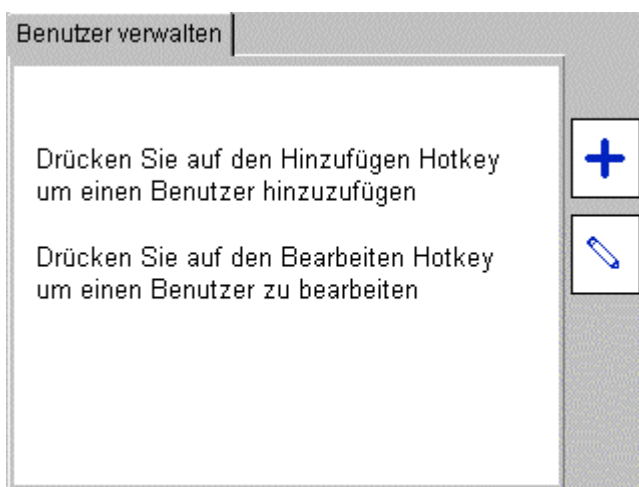 Benutzer verwalten
Drücken Sie auf den Hinzufügen Hotkey
um einen Benutzer hinzuzufügen
Drücken Sie auf den Bearbeiten Hotkey
um einen Benutzer zu bearbeiten